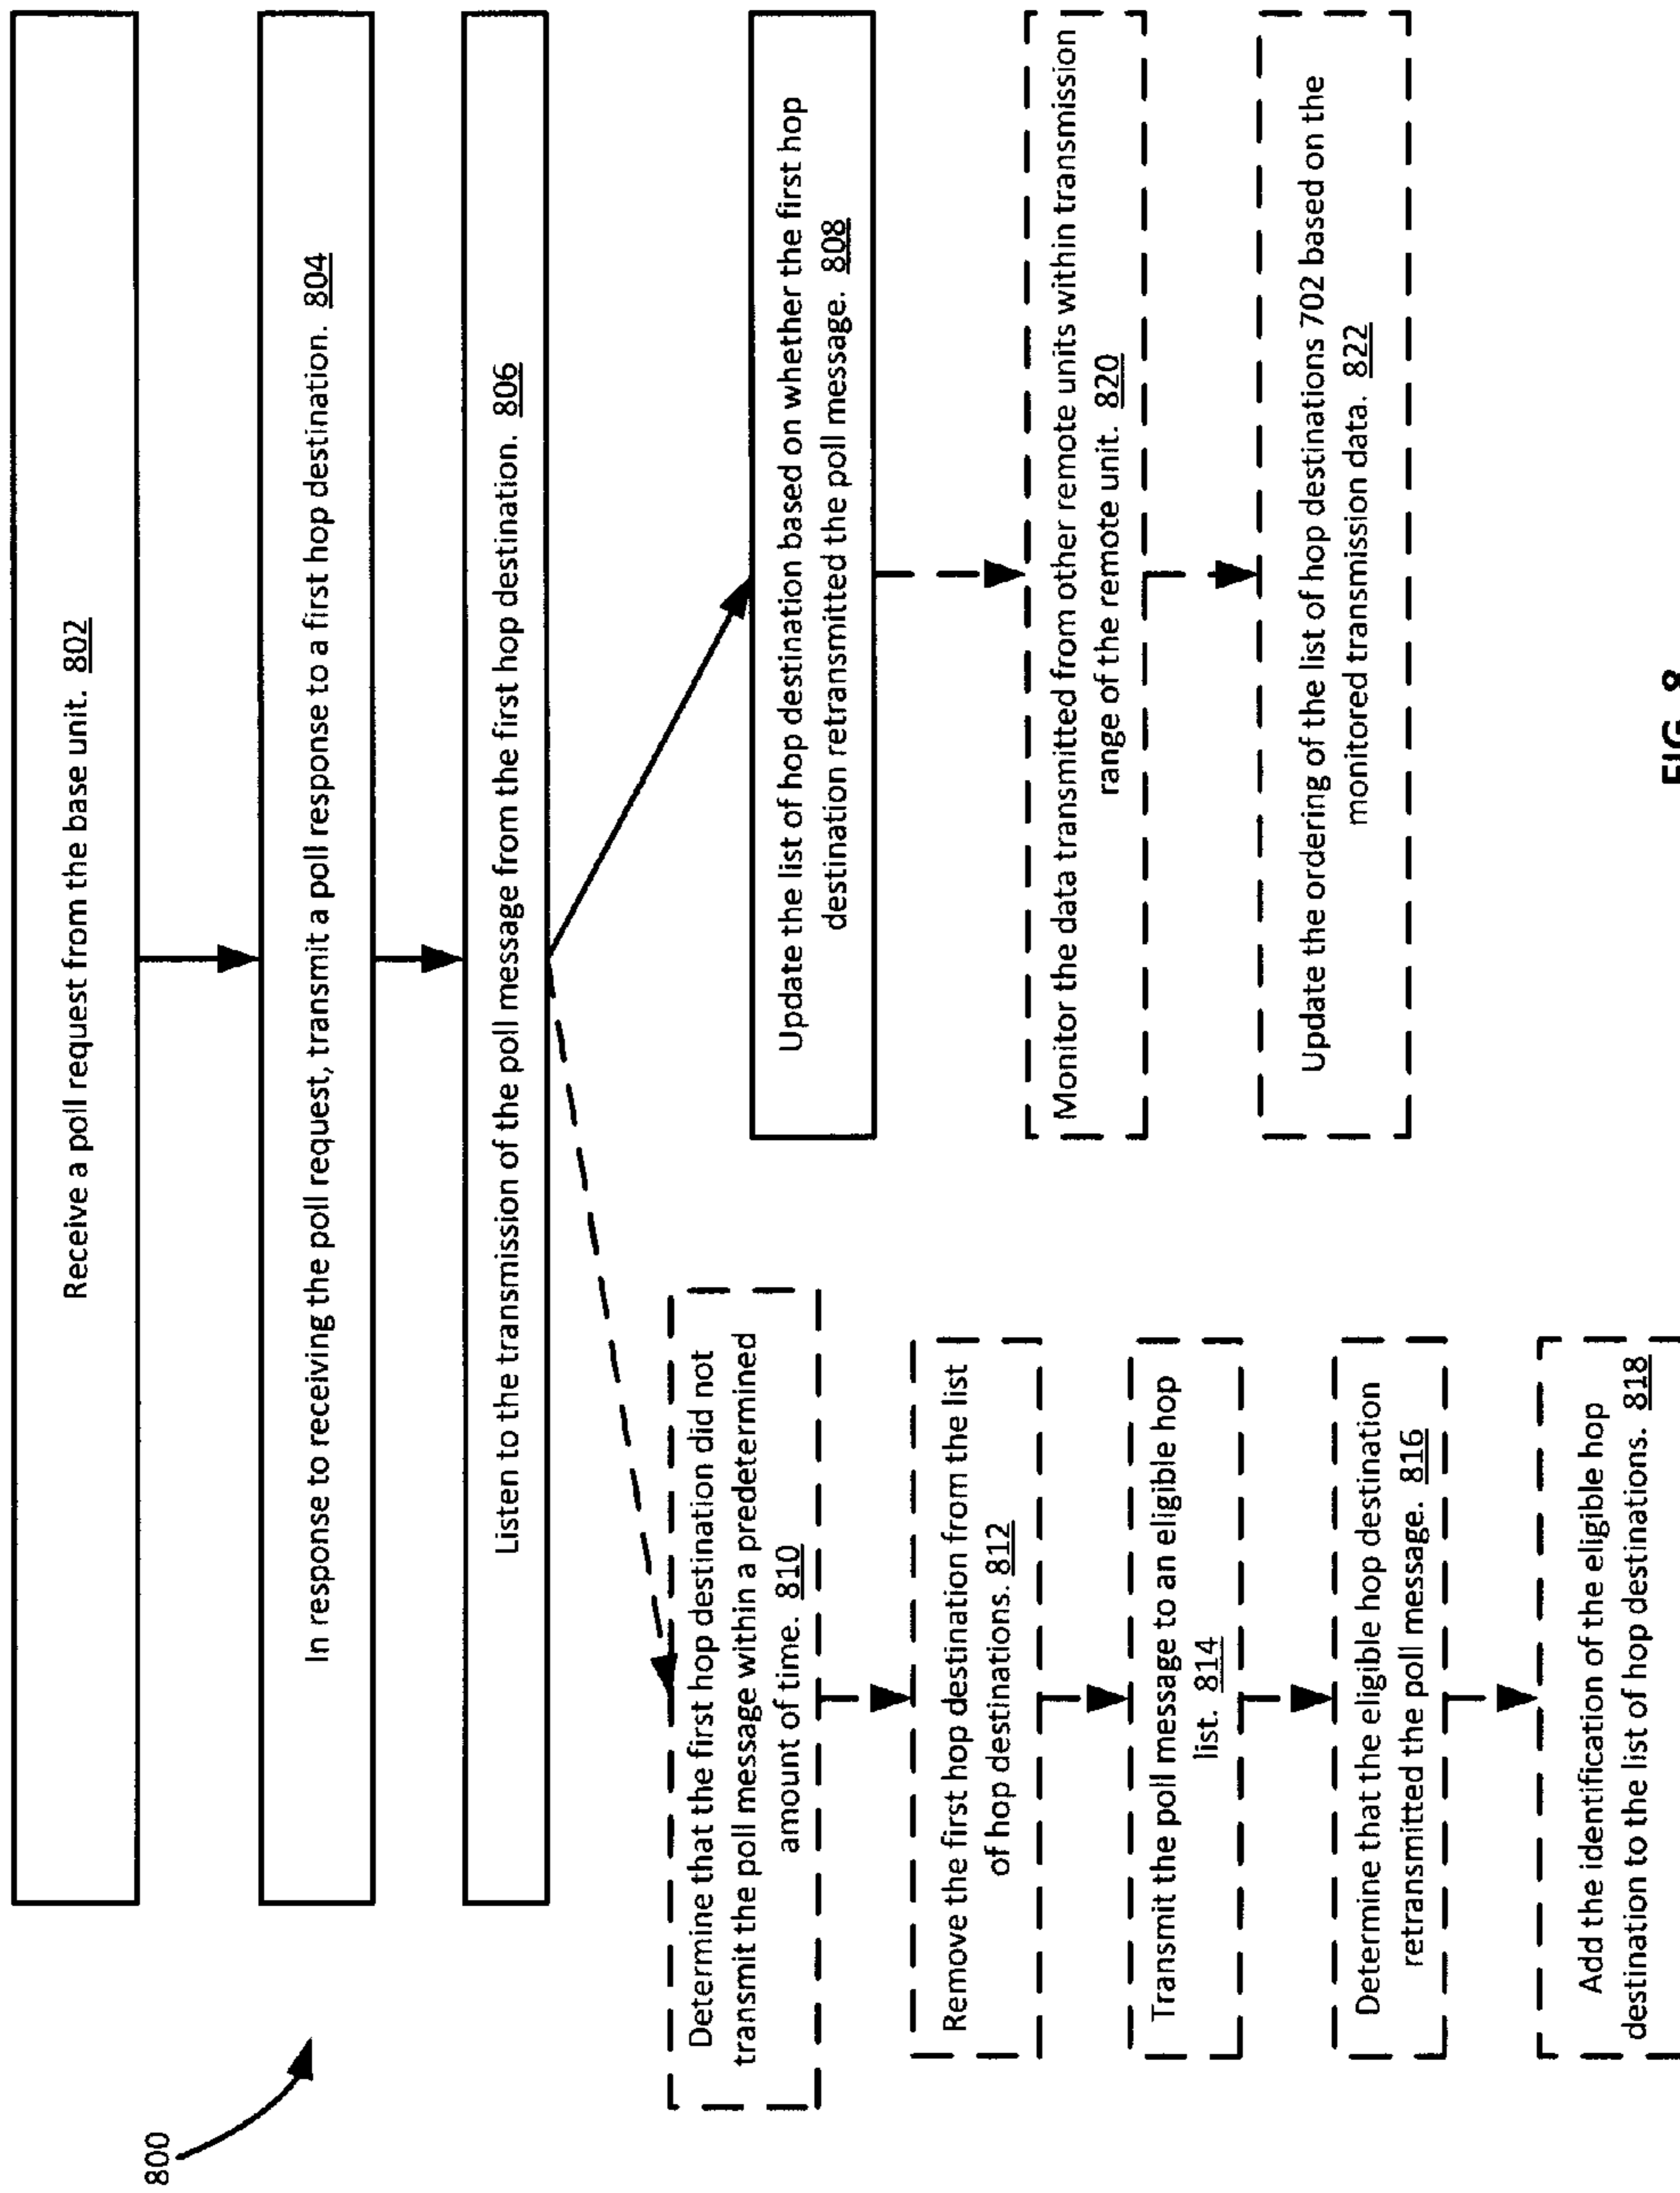 800
Receive a poll request from the base unit. 802
In response to receiving the poll request, transmit a poll response to a first hop destination. 804
Listen to the transmission of the poll message from the first hop destination. 806
Determine that the first hop destination did not
transmit the poll message within a predetermined
amount of time. 810
Remove the first hop destination from the list
of hop destinations. 812
Transmit the poll message to an eligible hop
list. 814
Determine that the eligible hop destination
retransmitted the poll message. 816
Add the identification of the eligible hop
destination to the list of hop destinations. 818
Update the list of hop destination based on whether the first hop
destination retransmitted the poll message. 808
Monitor the data transmitted from other remote units within transmission
range of the remote unit. 820
Update the ordering of the list of hop destinations 702 based on the
monitored transmission data. 822
FIG. 8